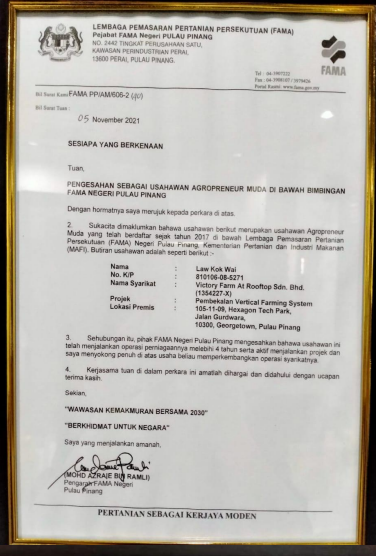 LEMBAGA PEMASARAN PERTANIAN PERSEKUTUAN (FAMA)
Pejabat FAMA Negeri PULAU PINANG
NO. 2442 TINGKAT PERUSAHAAN SATU,
KAWASAN PERINDUSTRIAN PERAI,
13600 PERAI, PULAU PINANG.
FAMA
Tel : 04-3997322
Portal Rasmi: www.fama.gov.my
Bil Surat Kami: FAMA PP/AM/606-2 (40)
Bil Surat Tuan :
05 November 2021
SESIAPA YANG BERKENAAN
Tuan,
PENGESAHAN SEBAGAI USAHAWAN AGROPRENEUR MUDA DI BAWAH BIMBINGAN
FAMA NEGERI PULAU PINANG
Dengan hormatnya saya merujuk kepada perkara di atas.
2. Sukacita dimaklumkan bahawa usahawan berikut merupakan usahawan Agropreneur
Muda yang telah berdaftar sejak tahun 2017 di bawah Lembaga Pemasaran Pertanian
Persekutuan (FAMA) Negeri Pulau Pinang, Kementerian Pertanian dan Industri Makanan
(MAFI). Butiran usahawan adalah seperti berikut :-
Nama : Law Kok Wai
No. K/P : 810106-08-5271
Nama Syarikat : Victory Farm At Rooftop Sdn. Bhd.
(1354227-X)
Projek : Pembekalan Vertical Farming System
Lokasi Premis : 105-11-09, Hexagon Tech Park,
Jalan Gurdwara,
10300, Georgetown, Pulau Pinang
3. Sehubungan itu, pihak FAMA Negeri Pulau Pinang mengesahkan bahawa usahawan ini
telah menjalankan operasi perniagaannya melebihi 4 tahun serta aktif menjalankan projek dan
saya menyokong penuh di atas usaha beliau memperkembangkan operasi syarikatnya.
4. Kerjasama tuan di dalam perkara ini amatlah dihargai dan didahului dengan ucapan
terima kasih.
Sekian,
"WAWASAN KEMAKMURAN BERSAMA 2030"
"BERKHIDMAT UNTUK NEGARA"
Saya yang menjalankan amanah,
(MOHD AZRAIE BIN RAMLI)
Pengarah FAMA Negeri
Pulau Pinang
PERTANIAN SEBAGAI KERJAYA MODEN